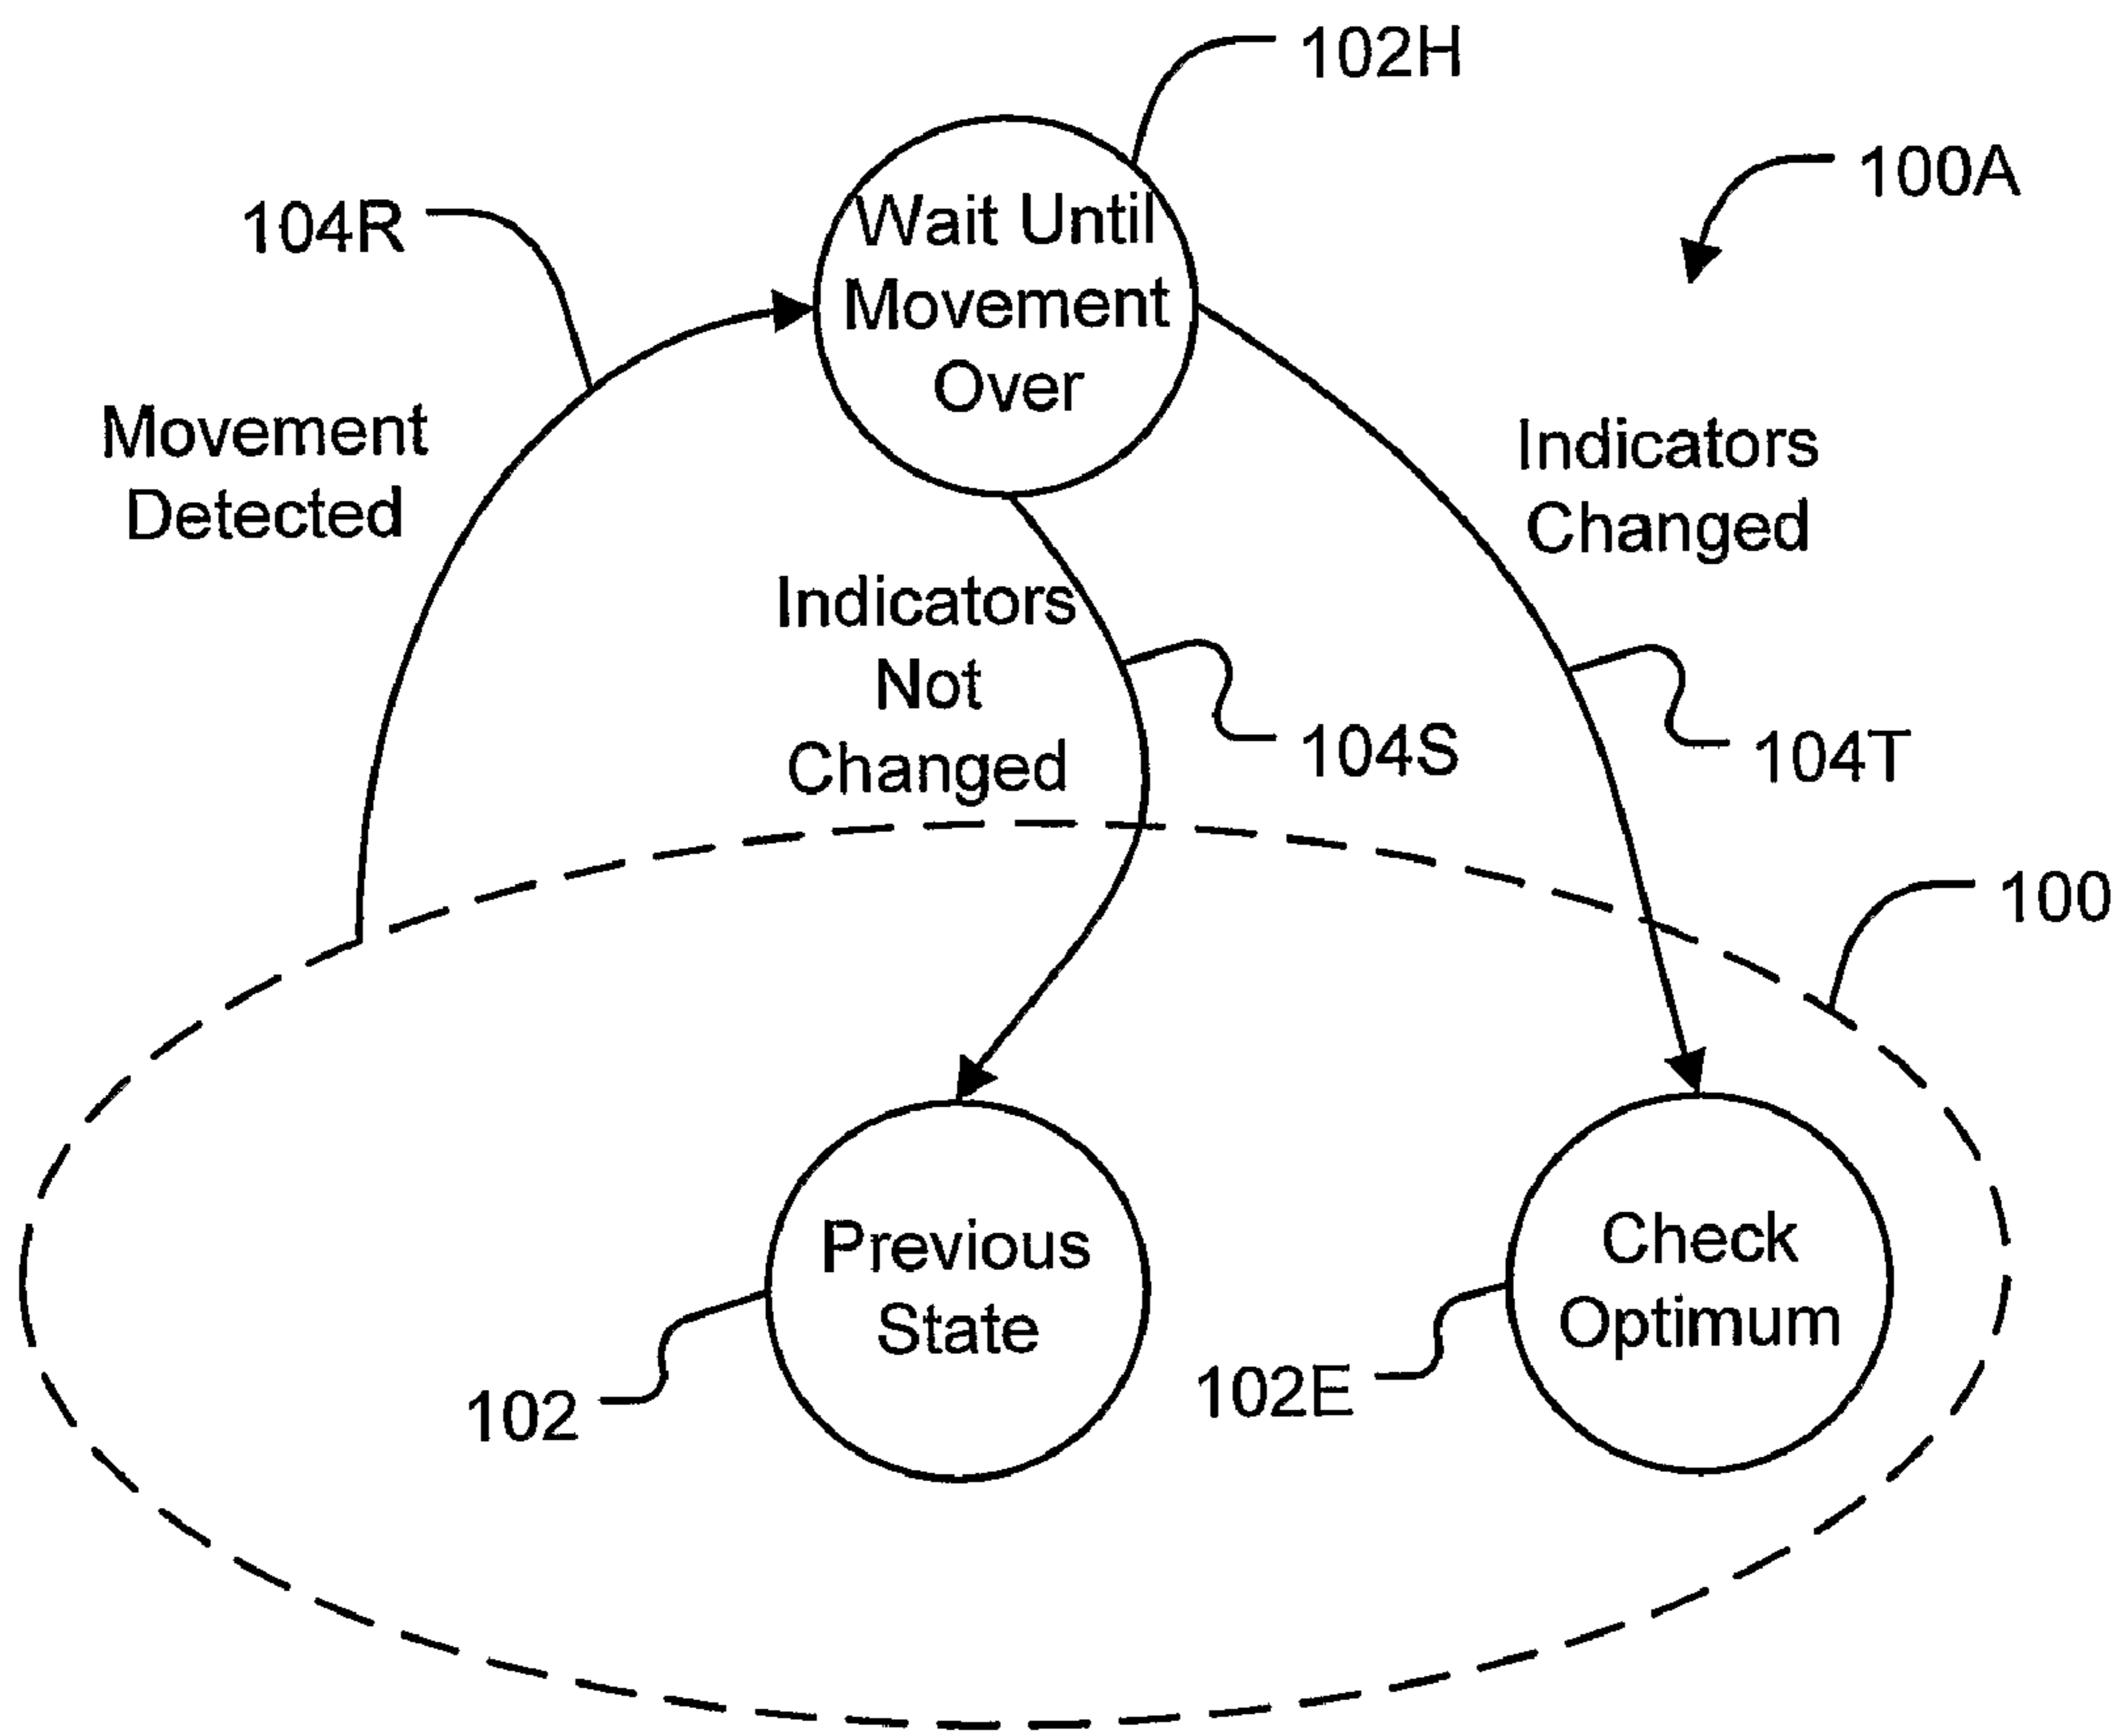 102H
100A
104R
Wait Until
Movement
Over
Movement
Detected
Indicators
Changed
Indicators
Not
Changed
104S
104T
100
Previous
State
Check
Optimum
102
102E